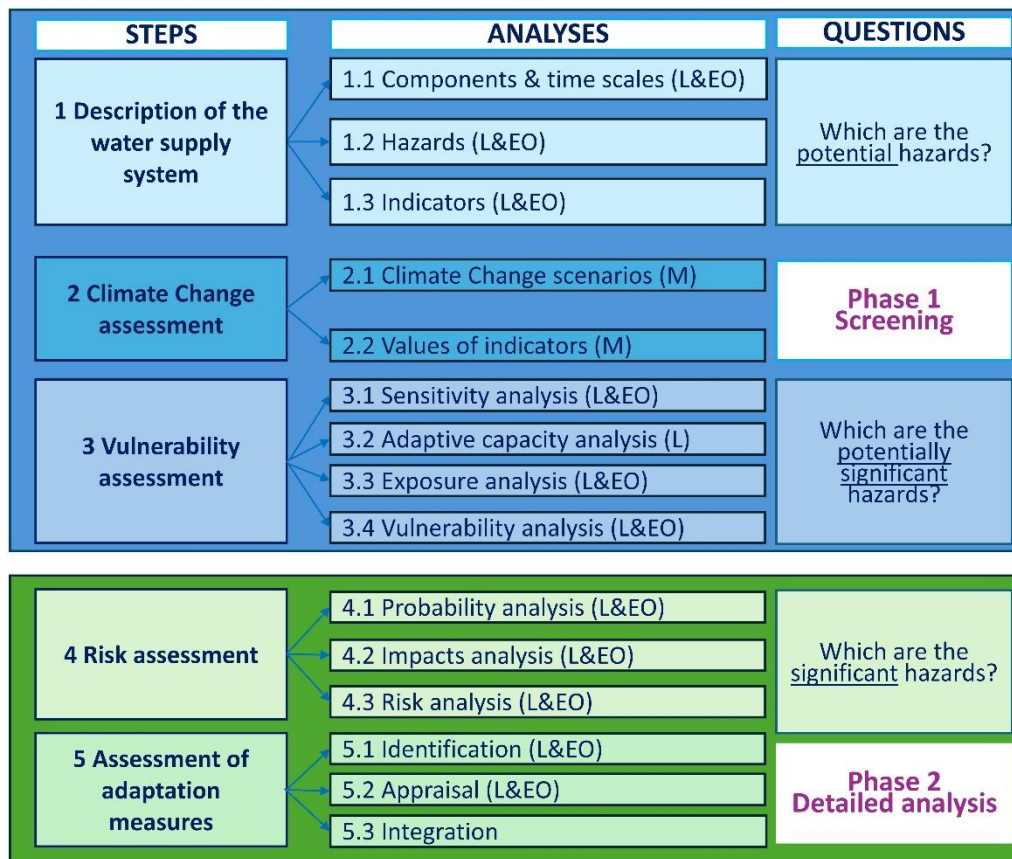 STEPS
ANALYSES
QUESTIONS
1 Description of the
water supply
system
1.1 Components & time scales (L&EO)
1.2 Hazards (L&EO)
1.3 Indicators (L&EO)
Which are the
potential hazards?
2 Climate Change
assessment
2.1 Climate Change scenarios (M)
2.2 Values of indicators (M)
Phase 1
Screening
3 Vulnerability
assessment
3.1 Sensitivity analysis (L&EO)
3.2 Adaptive capacity analysis (L)
3.3 Exposure analysis (L&EO)
3.4 Vulnerability analysis (L&EO)
Which are the
potentially
significant
hazards?
4 Risk assessment
4.1 Probability analysis (L&EO)
4.2 Impacts analysis (L&EO)
4.3 Risk analysis (L&EO)
Which are the
significant hazards?
5 Assessment of
adaptation
measures
5.1 Identification (L&EO)
5.2 Appraisal (L&EO)
5.3 Integration
Phase 2
Detailed analysis